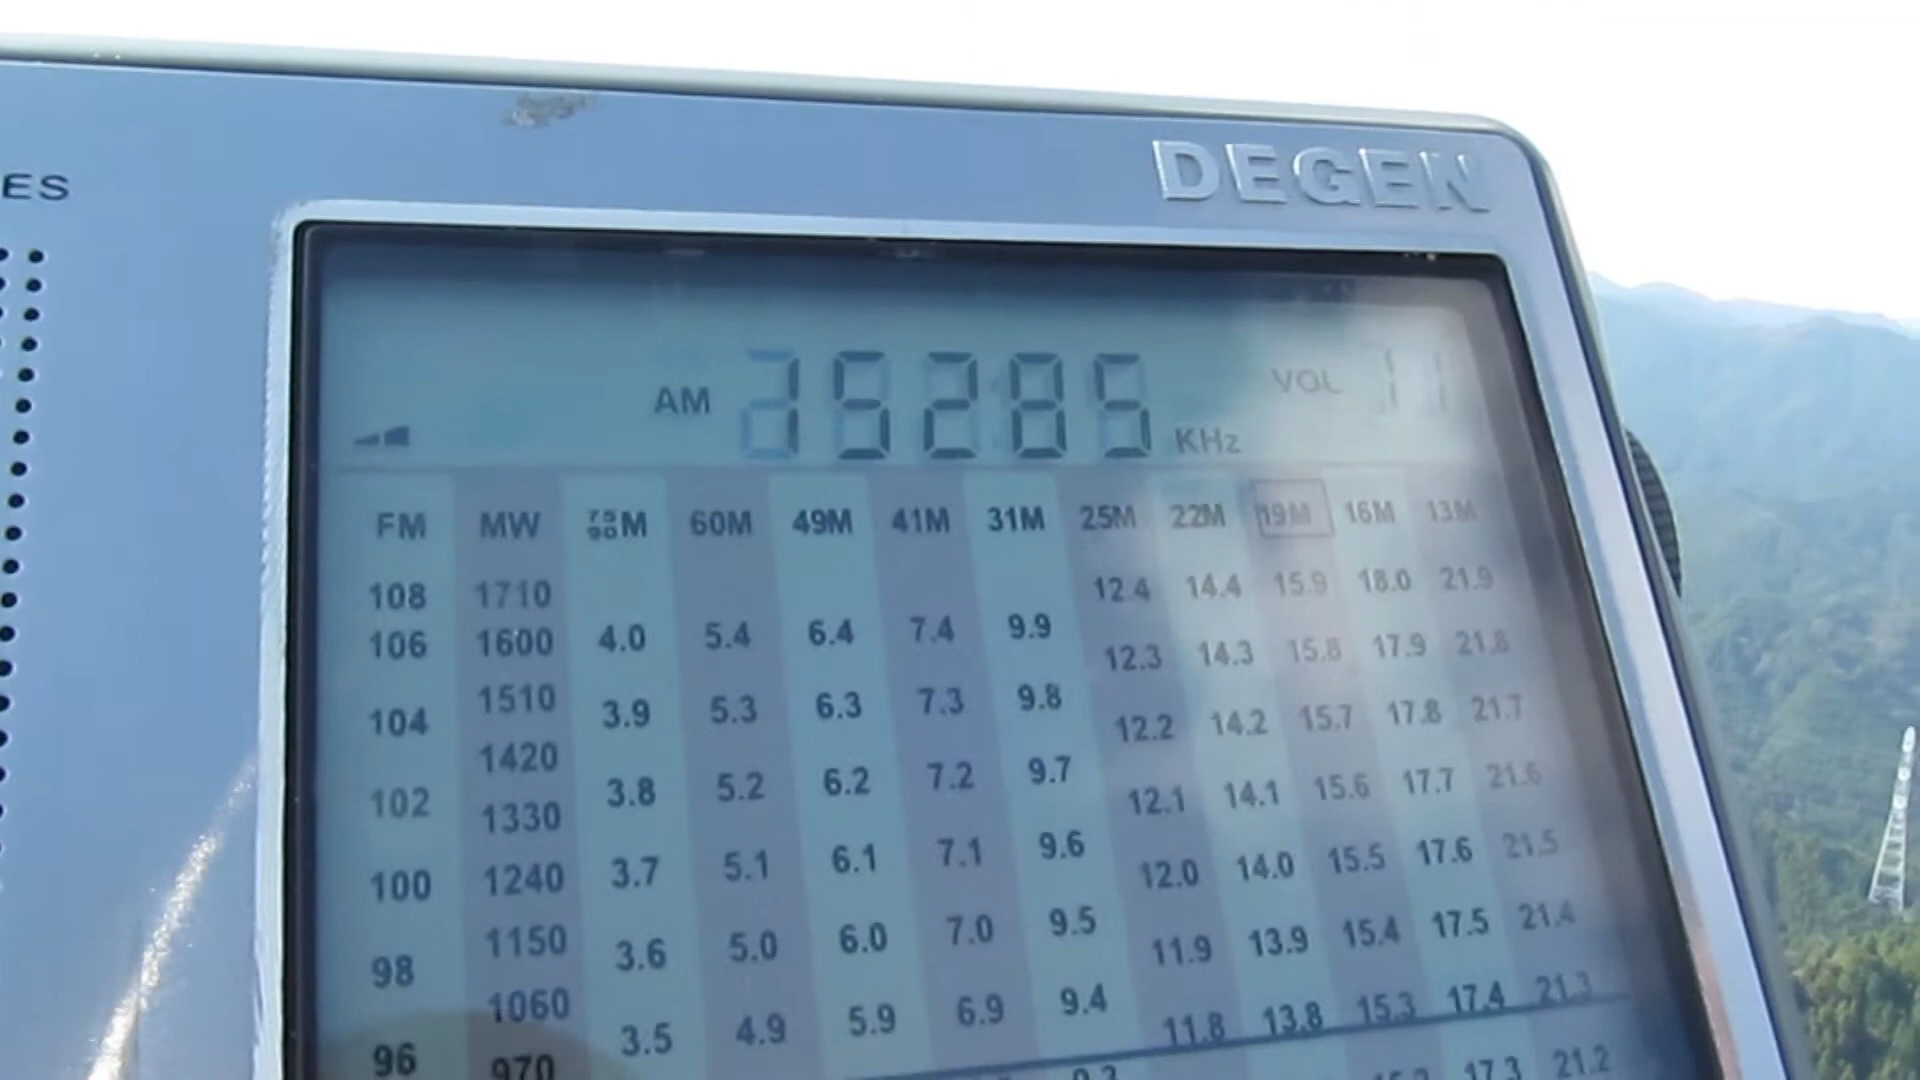 DEGEN
ES
AM 15285 KHz VOL 11
FM MW 75 90 M 60M 49M 41M 31M 25M 22M 19M 16M 13M
108 1710 12.4 14.4 15.9 18.0 21.9
106 1600 4.0 5.4 6.4 7.4 9.9 12.3 14.3 15.8 17.9 21.8
104 1510 3.9 5.3 6.3 7.3 9.8 12.2 14.2 15.7 17.8 21.7
1420
102 1330 3.8 5.2 6.2 7.2 9.7 12.1 14.1 15.6 17.7 21.6
100 1240 3.7 5.1 6.1 7.1 9.6 12.0 14.0 15.5 17.6 21.5
98 1150 3.6 5.0 6.0 7.0 9.5 11.9 13.9 15.4 17.5 21.4
1060 3.5 4.9 5.9 6.9 9.4 11.8 13.8 15.3 17.4 21.3
96 970 9.3 15.2 17.3 21.2